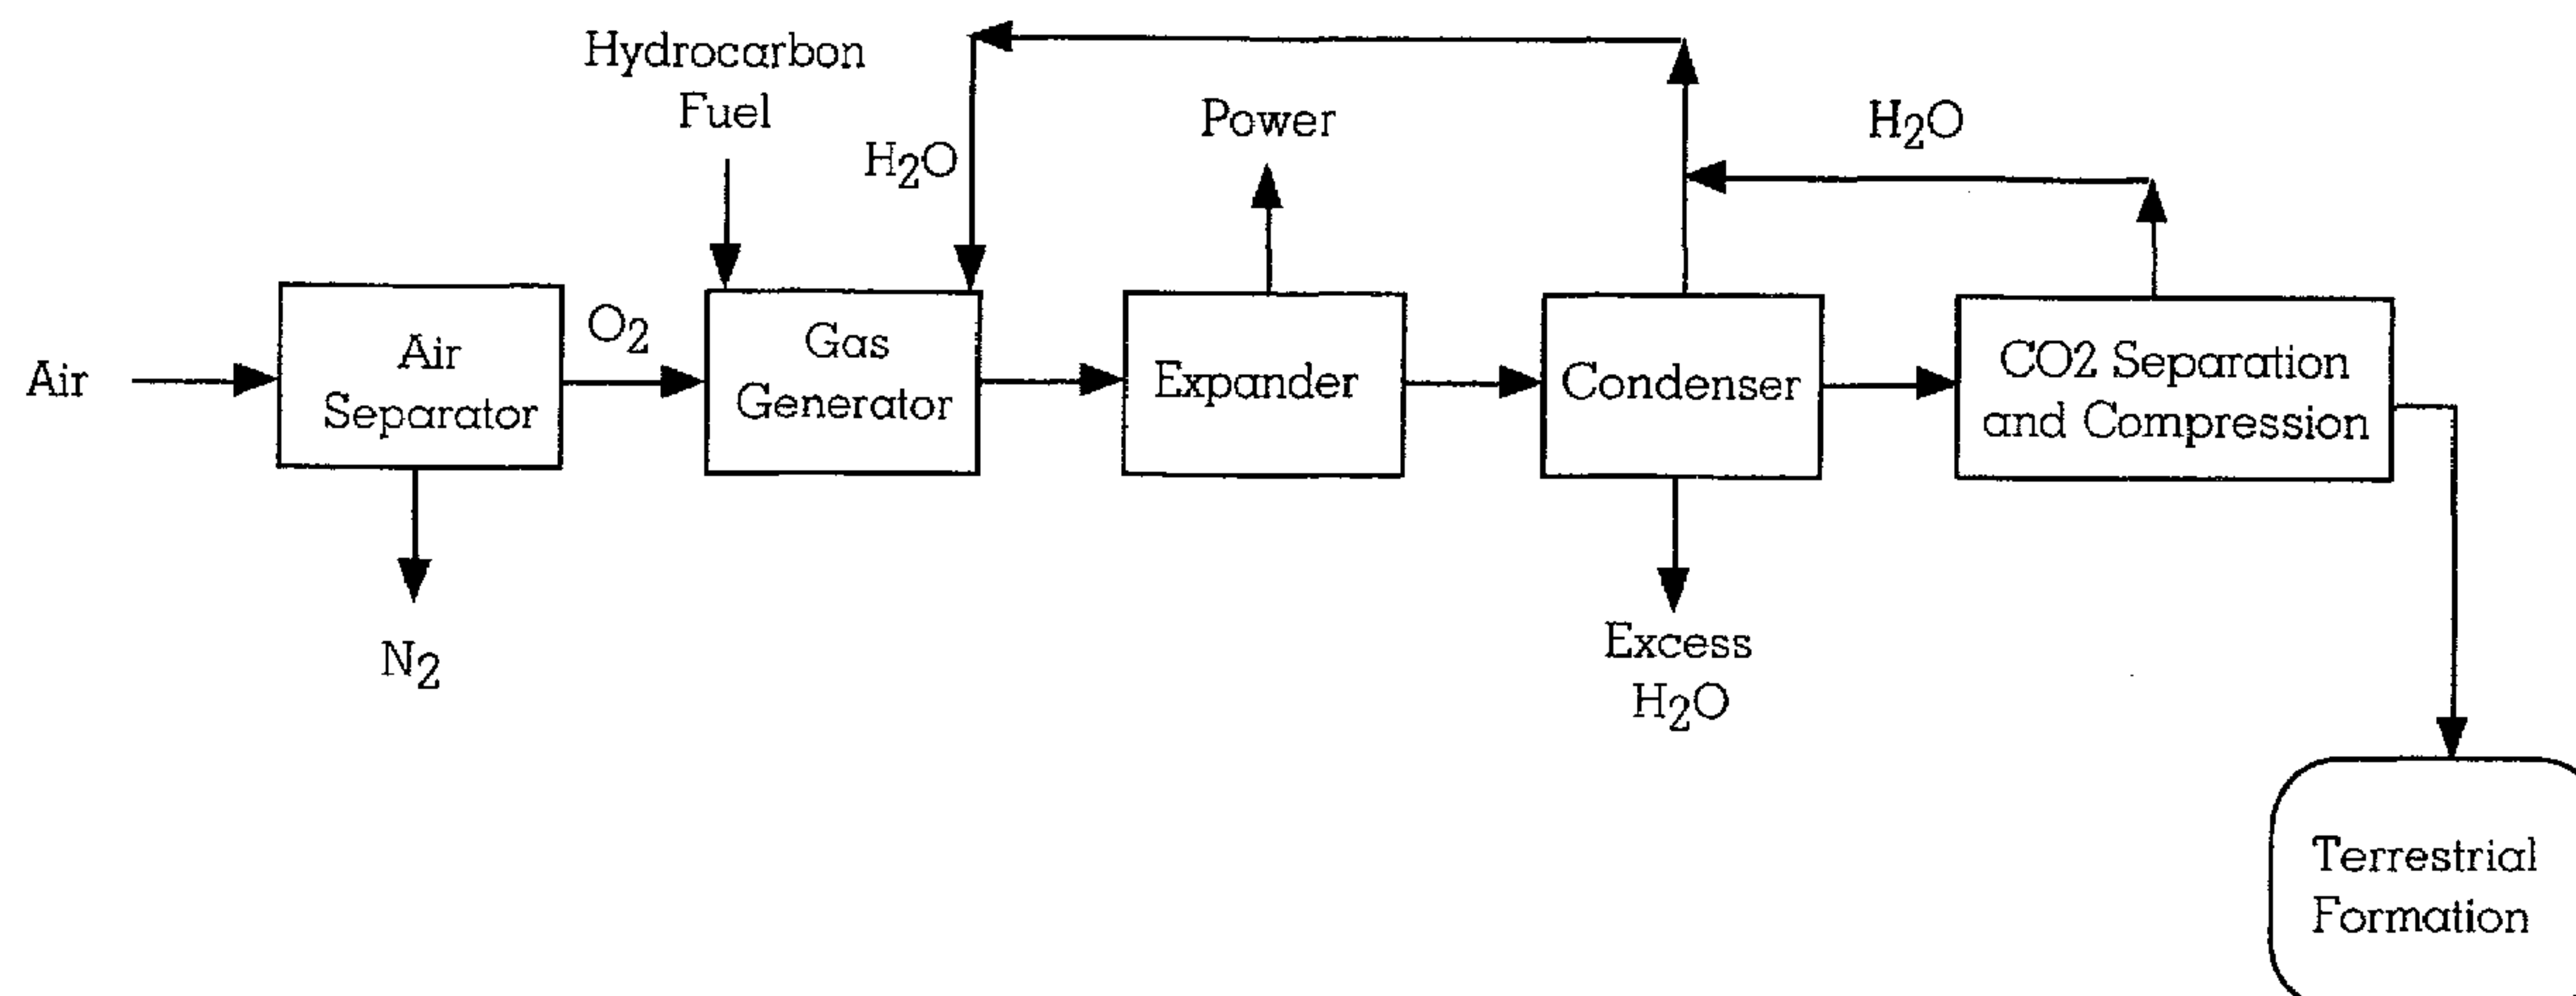 Hydrocarbon
Fuel
H₂O
Power
H₂O
Air
Air
Separator
O₂
Gas
Generator
Expander
Condenser
CO2 Separation
and Compression
N₂
Excess
H₂O
Terrestrial
Formation